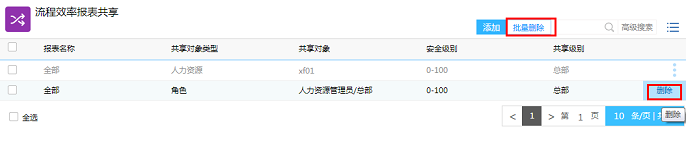 流程效率报表共享
添加 批量删除 高级搜索
报表名称 共享对象类型 共享对象 安全级别 共享级别
全部 人力资源 xf01 0-100 总部
全部 角色 人力资源管理员/总部 0-100 总部 删除
全选 < 1 > 第 1 页 10 条/页 | 共 删除